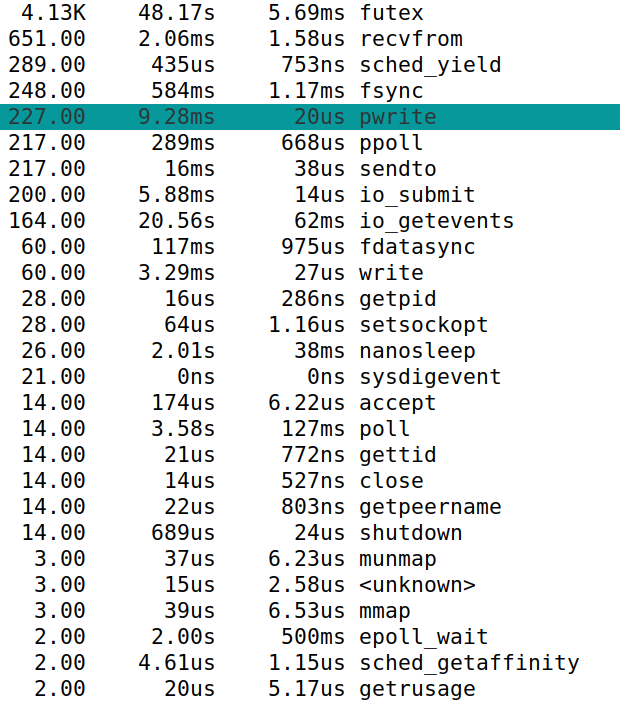 4.13K 48.17s 5.69ms futex
651.00 2.06ms 1.58us recvfrom
289.00 435us 753ns sched_yield
248.00 584ms 1.17ms fsync
227.00 9.28ms 20us pwrite
217.00 289ms 668us ppoll
217.00 16ms 38us sendto
200.00 5.88ms 14us io_submit
164.00 20.56s 62ms io_getevents
60.00 117ms 975us fdatasync
60.00 3.29ms 27us write
28.00 16us 286ns getpid
28.00 64us 1.16us setsockopt
26.00 2.01s 38ms nanosleep
21.00 0ns 0ns sysdigevent
14.00 174us 6.22us accept
14.00 3.58s 127ms poll
14.00 21us 772ns gettid
14.00 14us 527ns close
14.00 22us 803ns getpeername
14.00 689us 24us shutdown
3.00 37us 6.23us munmap
3.00 15us 2.58us <unknown>
3.00 39us 6.53us mmap
2.00 2.00s 500ms epoll_wait
2.00 4.61us 1.15us sched_getaffinity
2.00 20us 5.17us getrusage